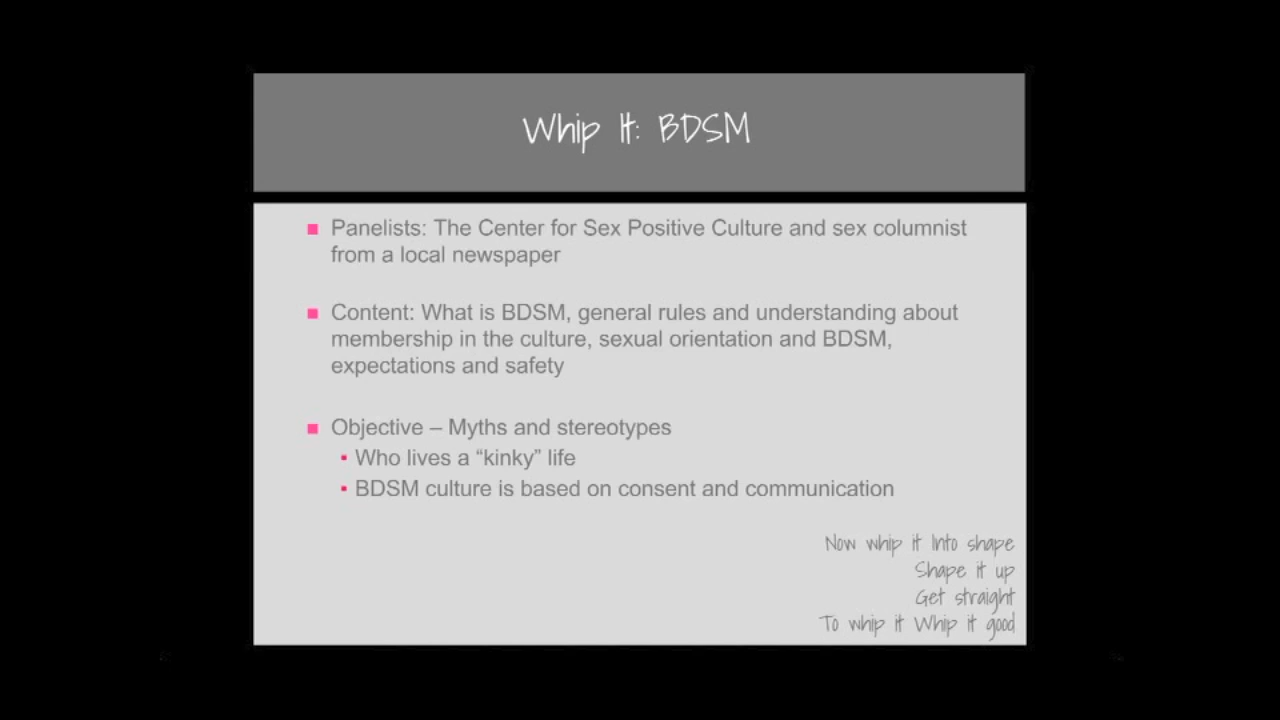 Whip It: BDSM
Panelists: The Center for Sex Positive Culture and sex columnist
from a local newspaper
Content: What is BDSM, general rules and understanding about
membership in the culture, sexual orientation and BDSM,
expectations and safety
Objective – Myths and stereotypes
Who lives a “kinky” life
BDSM culture is based on consent and communication
Now whip it Into shape
Shape it up
Get straight
To whip it Whip it good